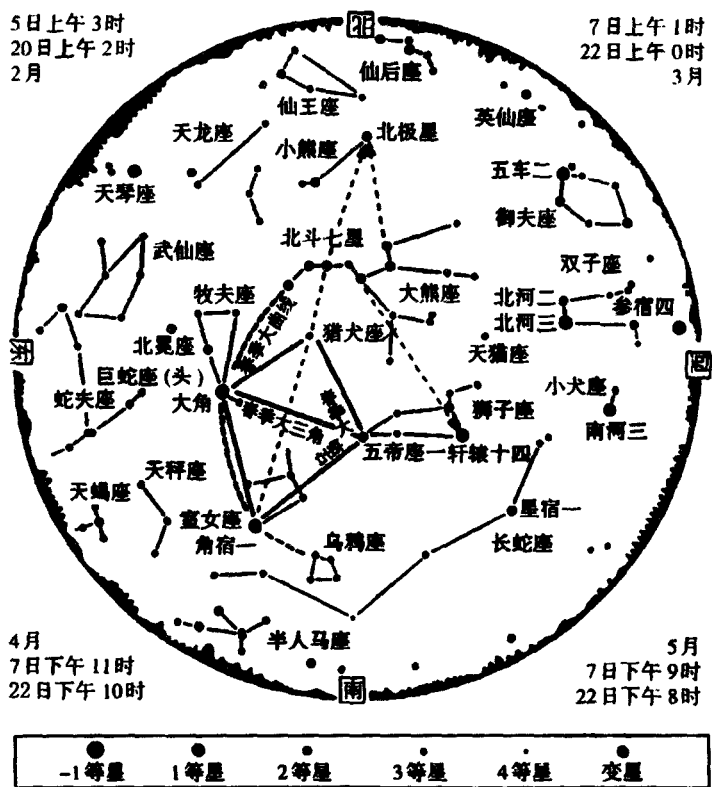 5日上午3时
20日上午2时
2月
7日上午1时
22日上午0时
3月
北
仙后座
仙王座
英仙座
天龙座
小熊座
北极星
五车二
天琴座
御夫座
武仙座
北斗七星
双子座
牧夫座
大熊座
北河二
参宿四
春季大曲线
猎犬座
北河三
北冕座
天猫座
东
西
巨蛇座(头)
小犬座
蛇夫座
大角
春季大三角
春季大钻石
狮子座
南河三
五帝座一
轩辕十四
天秤座
天蝎座
室女座
角宿一
乌鸦座
星宿一
长蛇座
半人马座
南
4月
7日下午11时
22日下午10时
5月
7日下午9时
22日下午8时
-1等星
1等星
2等星
3等星
4等星
变星